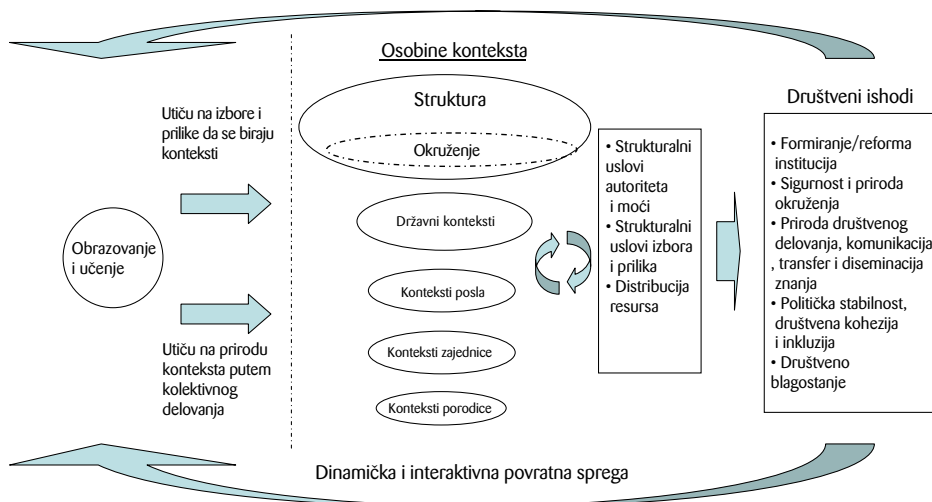 Osobine konteksta
Utiču na izbore i
prilike da se biraju
konteksti
Obrazovanje
i učenje
Utiču na prirodu
konteksta putem
kolektivnog
delovanja
Struktura
Okruženje
Državni konteksti
Konteksti posla
Konteksti zajednice
Konteksti porodice
• Strukturalni
uslovi
autoriteta
i moći
• Strukturalni
uslovi izbora
i prilika
• Distribucija
resursa
Društveni ishodi
• Formiranje/reforma
institucija
• Sigurnost i priroda
okruženja
• Priroda društvenog
delovanja, komunikacija
, transfer i diseminacija
znanja
• Politička stabilnost,
društvena kohezija
i inkluzija
• Društveno
blagostanje
Dinamička i interaktivna povratna sprega